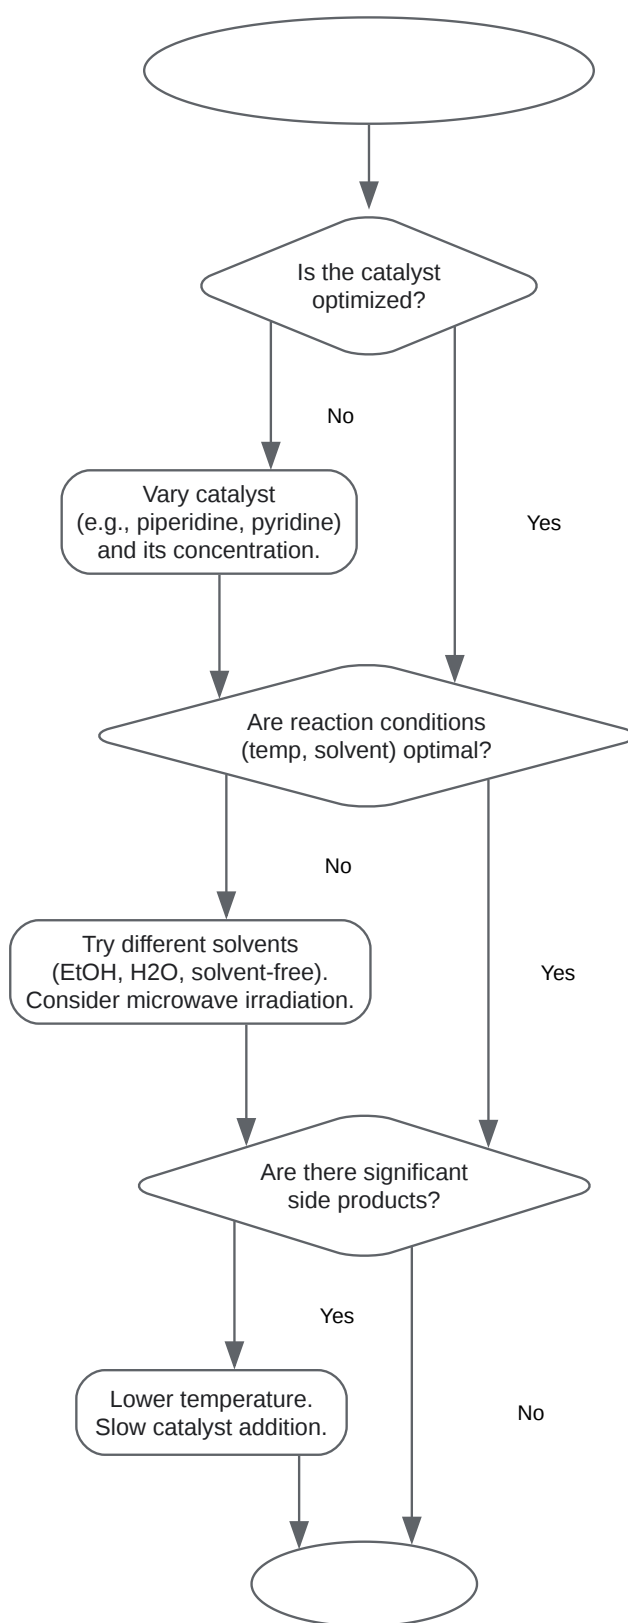 Is the catalyst
optimized?
No
Vary catalyst
(e.g., piperidine, pyridine)
and its concentration.
Yes
Are reaction conditions
(temp, solvent) optimal?
No
Try different solvents
(EtOH, H2O, solvent-free).
Consider microwave irradiation.
Yes
Are there significant
side products?
Yes
Lower temperature.
Slow catalyst addition.
No